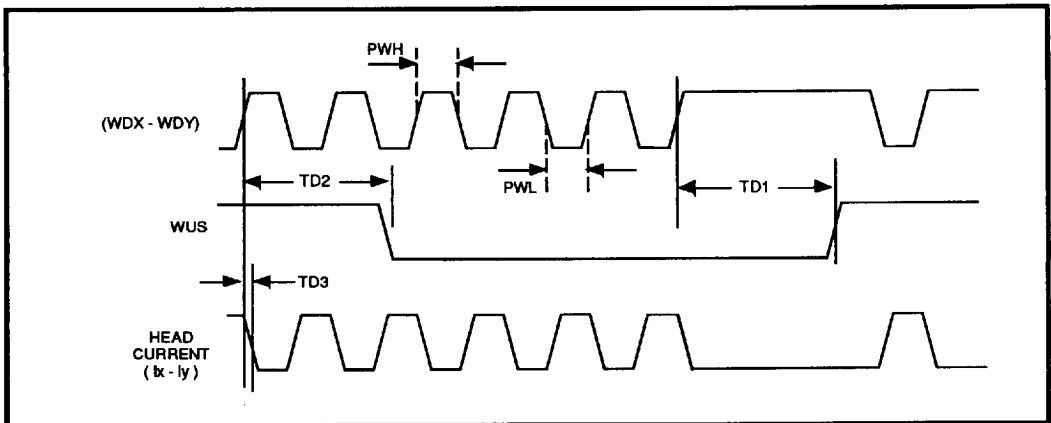 PWH
(WDX - WDY)
TD2
PWL
TD1
WUS
TD3
HEAD
CURRENT
( Ix - Iy )